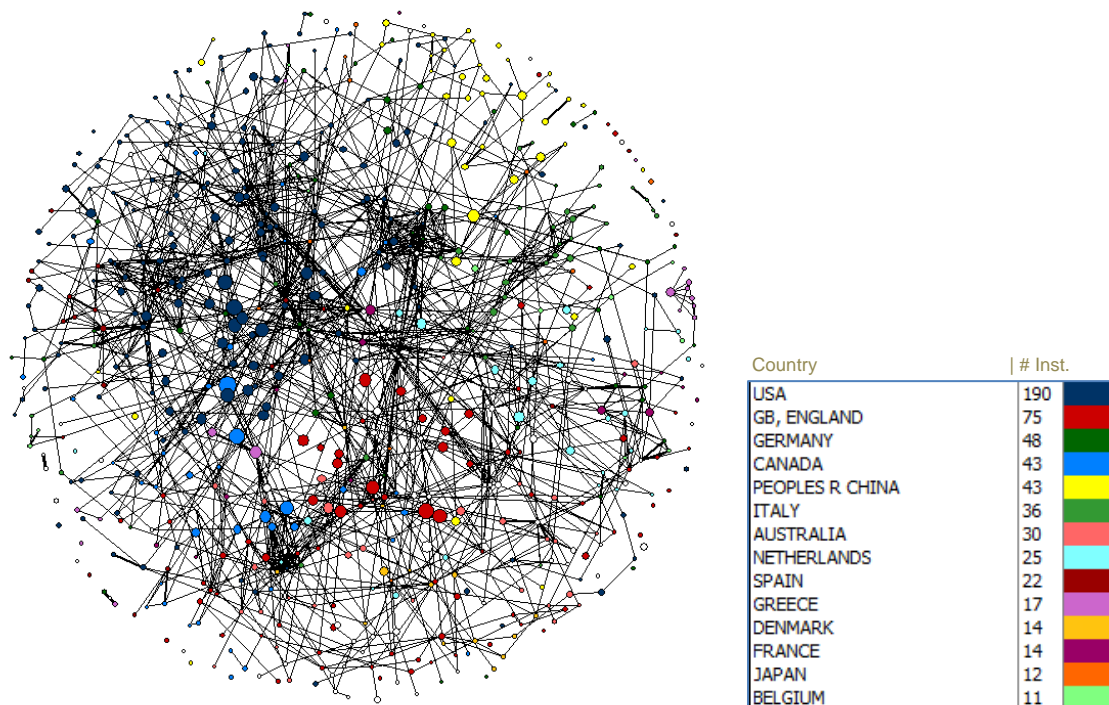 Country | # Inst.
USA 190
GB, ENGLAND 75
GERMANY 48
CANADA 43
PEOPLES R CHINA 43
ITALY 36
AUSTRALIA 30
NETHERLANDS 25
SPAIN 22
GREECE 17
DENMARK 14
FRANCE 14
JAPAN 12
BELGIUM 11